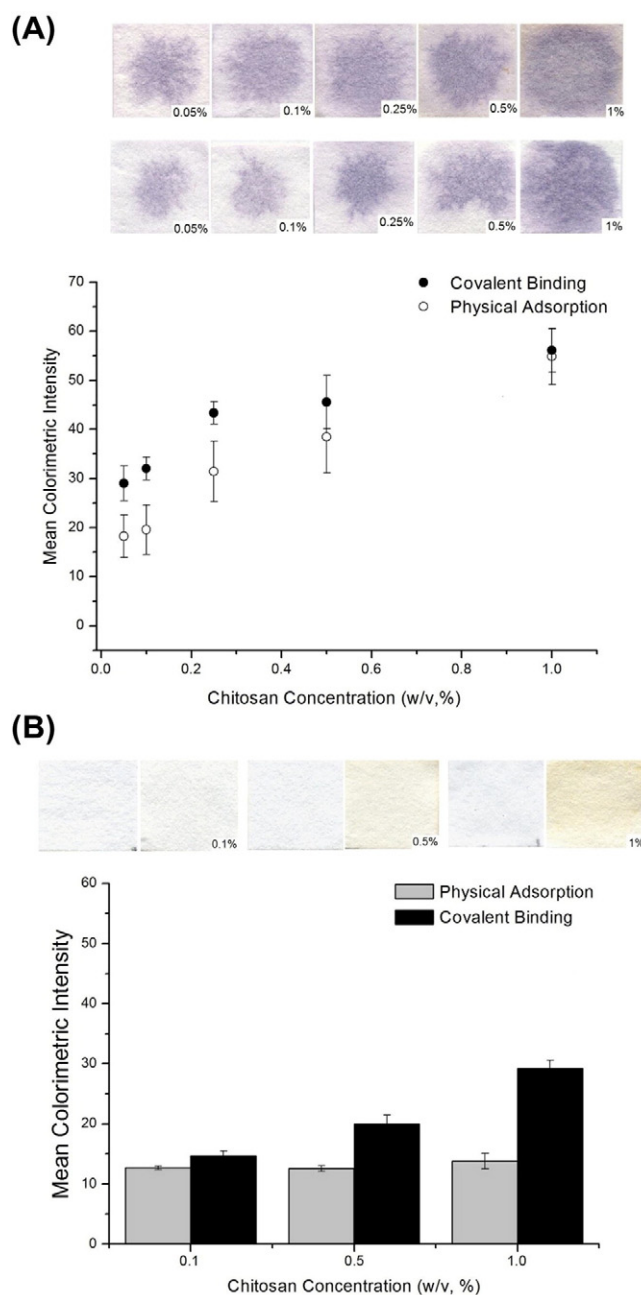 (A)
0.05% 0.1% 0.25% 0.5% 1%
0.05% 0.1% 0.25% 0.5% 1%
70
60
50
40
30
20
10
0
Mean Colorimetric Intensity
Covalent Binding
Physical Adsorption
0.0 0.2 0.4 0.6 0.8 1.0
Chitosan Concentration (w/v,%)
(B)
0.1% 0.5% 1%
60
50
40
30
20
10
0
Mean Colorimetric Intensity
Physical Adsorption
Covalent Binding
0.1 0.5 1.0
Chitosan Concentration (w/v, %)